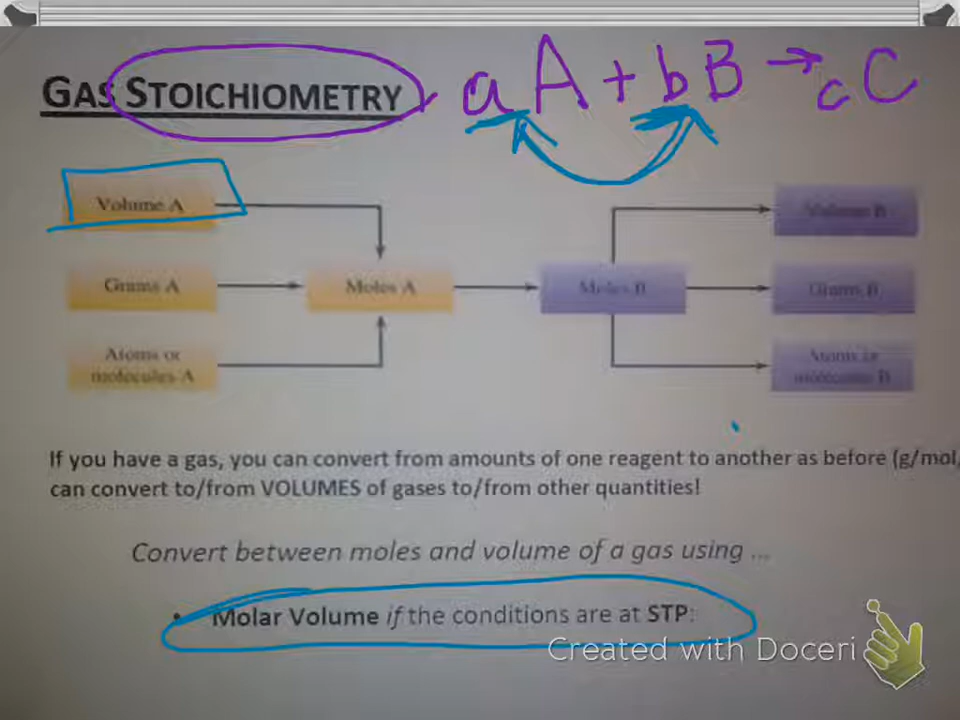 GAS STOICHIOMETRY aA + bB → cC
Volume A
Volume B
Grams A
Moles A
Moles B
Grams B
Atoms or
molecules A
Atoms or
molecules B
If you have a gas, you can convert from amounts of one reagent to another as before (g/mol,
can convert to/from VOLUMES of gases to/from other quantities!
Convert between moles and volume of a gas using ...
• Molar Volume if the conditions are at STP:
Created with Doceri